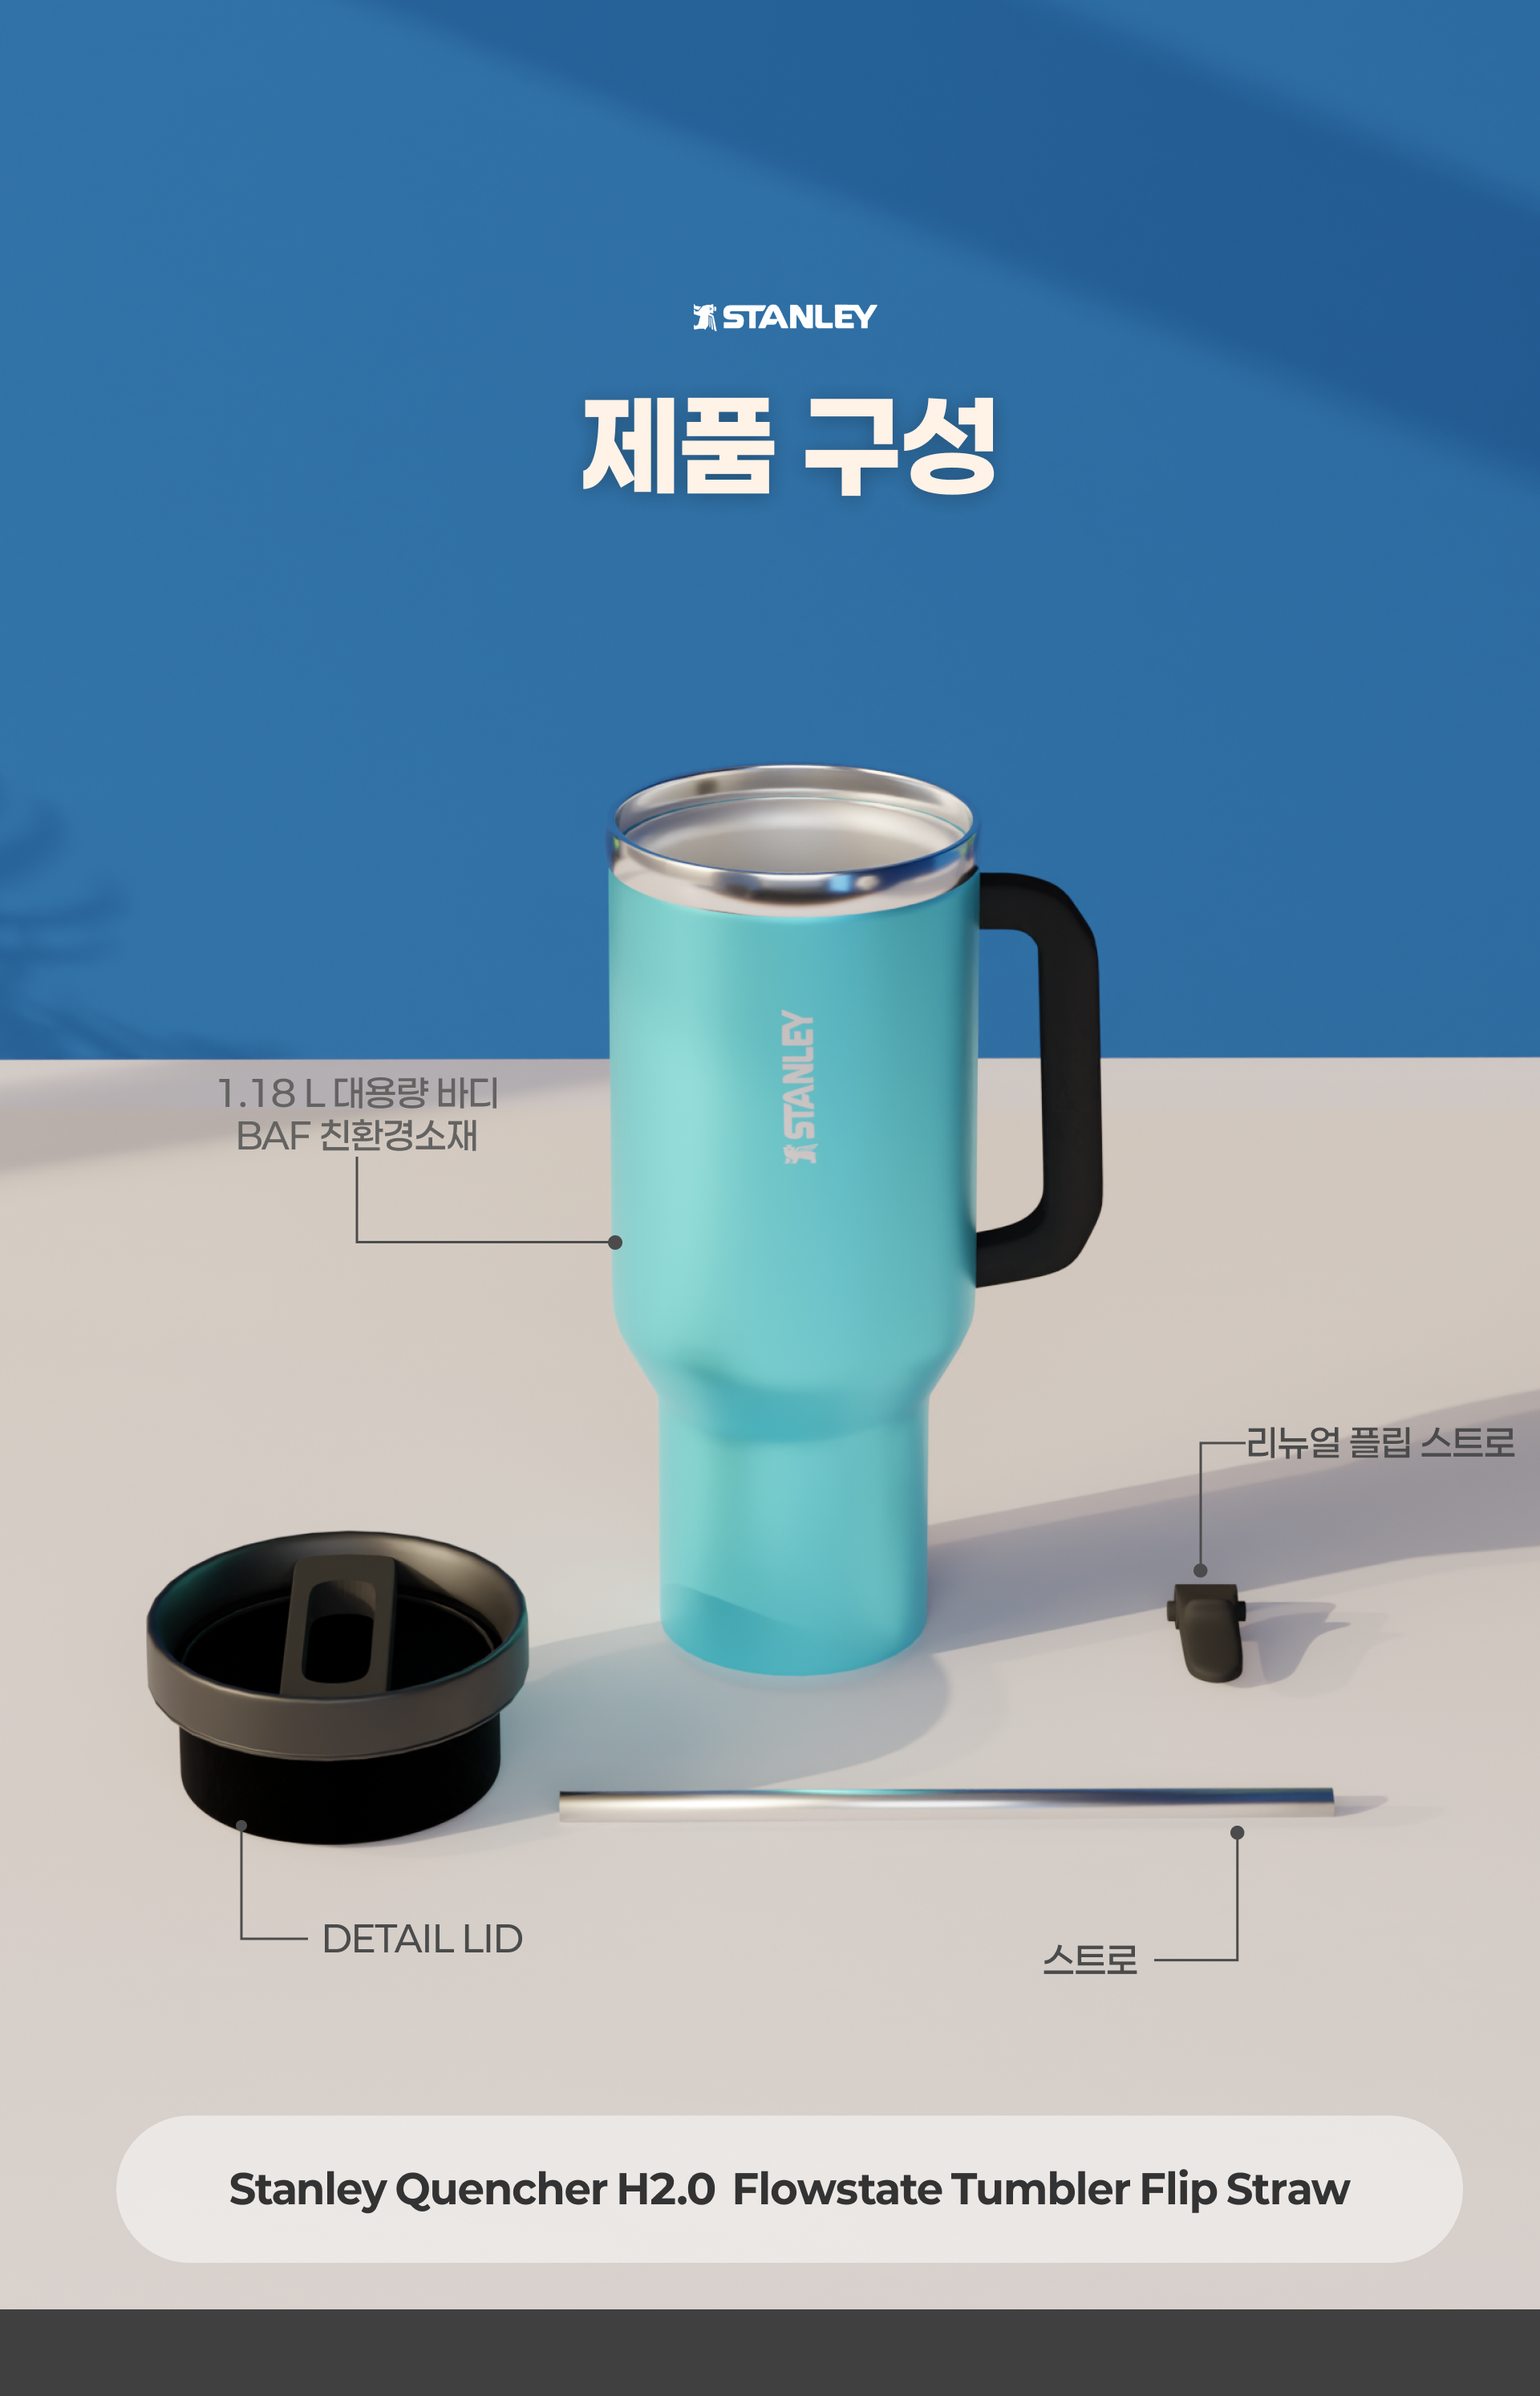 STANLEY
제품 구성
STANLEY
1.18 L 대용량 바디
BAF 친환경소재
리뉴얼 플립 스트로
DETAIL LID
스트로
Stanley Quencher H2.0 Flowstate Tumbler Flip Straw